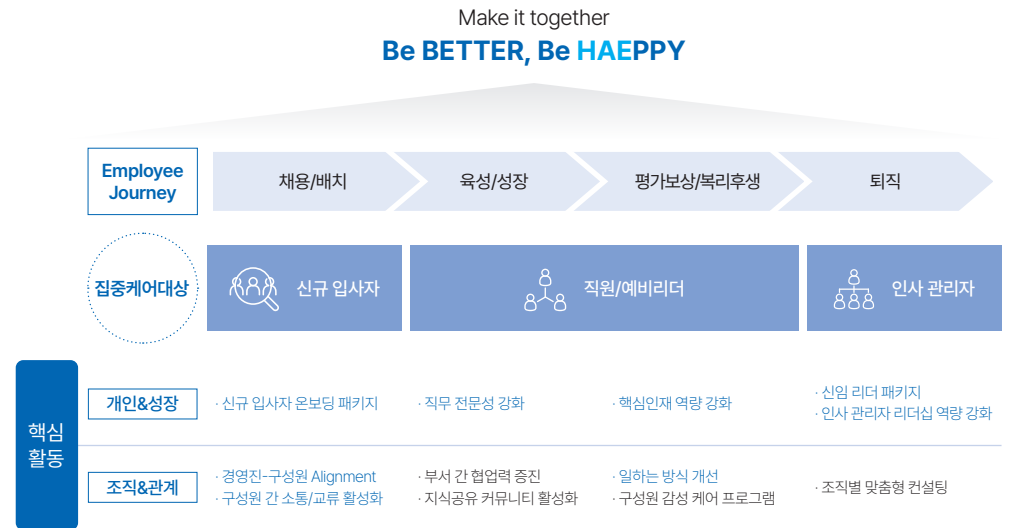 Make it together
Be BETTER, Be HAEPPY
Employee
Journey
채용/배치
육성/성장
평가보상/복리후생
퇴직
집중케어대상
신규 입사자
직원/예비리더
인사 관리자
핵심
활동
개인&성장
· 신규 입사자 온보딩 패키지
· 직무 전문성 강화
· 핵심인재 역량 강화
· 신임 리더 패키지
· 인사 관리자 리더십 역량 강화
조직&관계
· 경영진-구성원 Alignment
· 구성원 간 소통/교류 활성화
· 부서 간 협업력 증진
· 지식공유 커뮤니티 활성화
· 일하는 방식 개선
· 구성원 감성 케어 프로그램
· 조직별 맞춤형 컨설팅